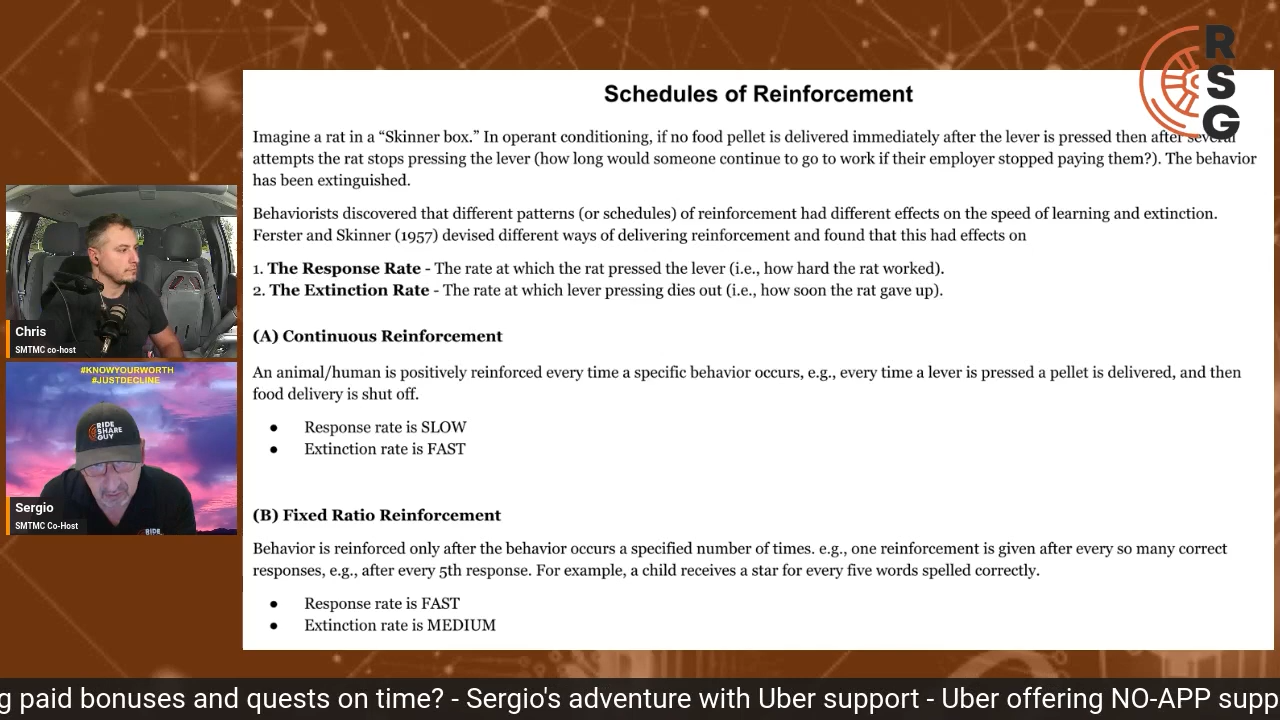 RSG
Schedules of Reinforcement
Imagine a rat in a “Skinner box.” In operant conditioning, if no food pellet is delivered immediately after the lever is pressed then after several
attempts the rat stops pressing the lever (how long would someone continue to go to work if their employer stopped paying them?). The behavior
has been extinguished.
Behaviorists discovered that different patterns (or schedules) of reinforcement had different effects on the speed of learning and extinction.
Ferster and Skinner (1957) devised different ways of delivering reinforcement and found that this had effects on
1. The Response Rate - The rate at which the rat pressed the lever (i.e., how hard the rat worked).
2. The Extinction Rate - The rate at which lever pressing dies out (i.e., how soon the rat gave up).
(A) Continuous Reinforcement
An animal/human is positively reinforced every time a specific behavior occurs, e.g., every time a lever is pressed a pellet is delivered, and then
food delivery is shut off.
● Response rate is SLOW
● Extinction rate is FAST
(B) Fixed Ratio Reinforcement
Behavior is reinforced only after the behavior occurs a specified number of times. e.g., one reinforcement is given after every so many correct
responses, e.g., after every 5th response. For example, a child receives a star for every five words spelled correctly.
● Response rate is FAST
● Extinction rate is MEDIUM
Chris
SMTMC co-host
#KNOWYOURWORTH
#JUSTDECLINE
RIDE
SHARE
GUY
RIDE
Sergio
SMTMC Co-Host
g paid bonuses and quests on time? - Sergio's adventure with Uber support - Uber offering NO-APP supp